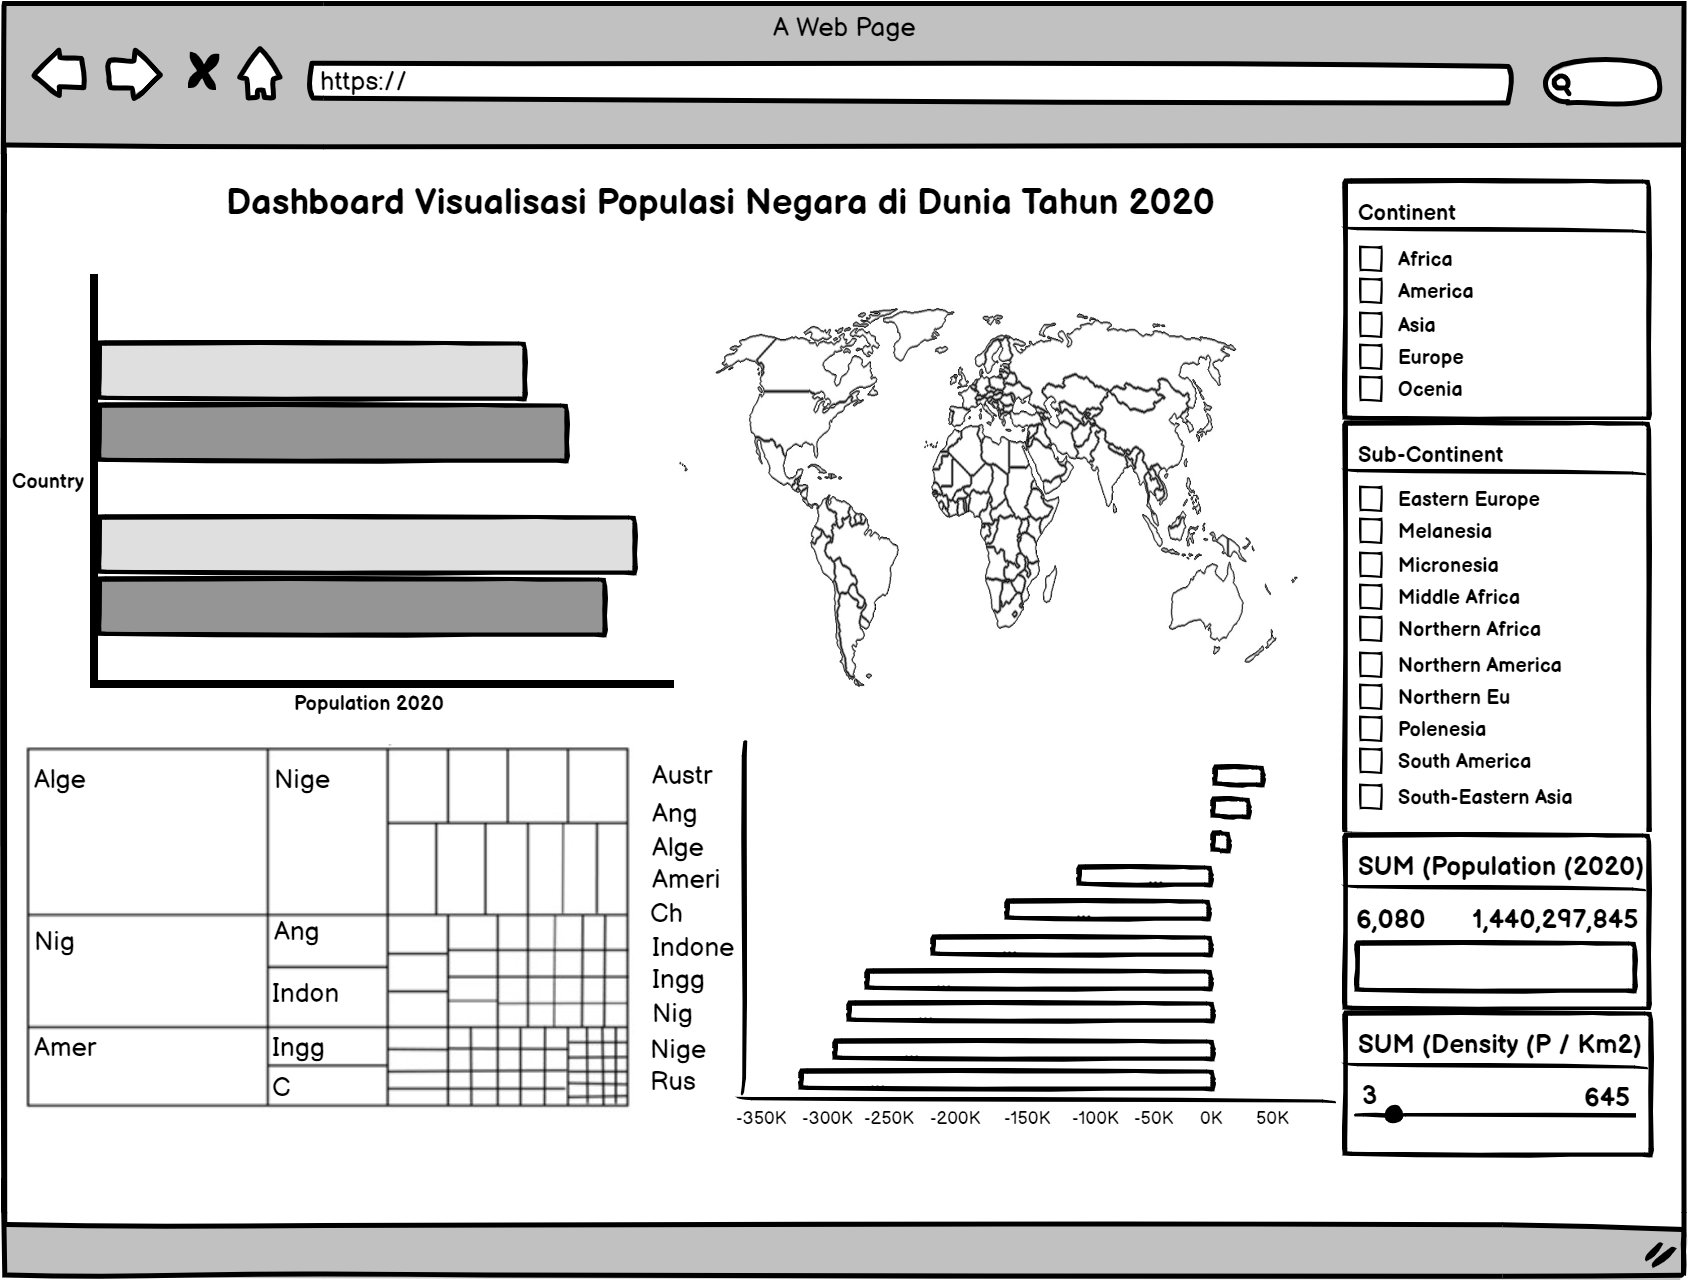 A Web Page
https://
Dashboard Visualisasi Populasi Negara di Dunia Tahun 2020
Country
Population 2020
Continent
Africa
America
Asia
Europe
Ocenia
Sub-Continent
Eastern Europe
Melanesia
Micronesia
Middle Africa
Northern Africa
Northern America
Northern Eu
Polenesia
South America
South-Eastern Asia
SUM (Population (2020)
6,080 1,440,297,845
SUM (Density (P / Km2)
3 645
Alge
Nige
Nig
Ang
Indon
Amer
Ingg
C
Austr
Ang
Alge
Ameri
Ch
Indone
Ingg
Nig
Nige
Rus
-350K -300K -250K -200K -150K -100K -50K 0K 50K